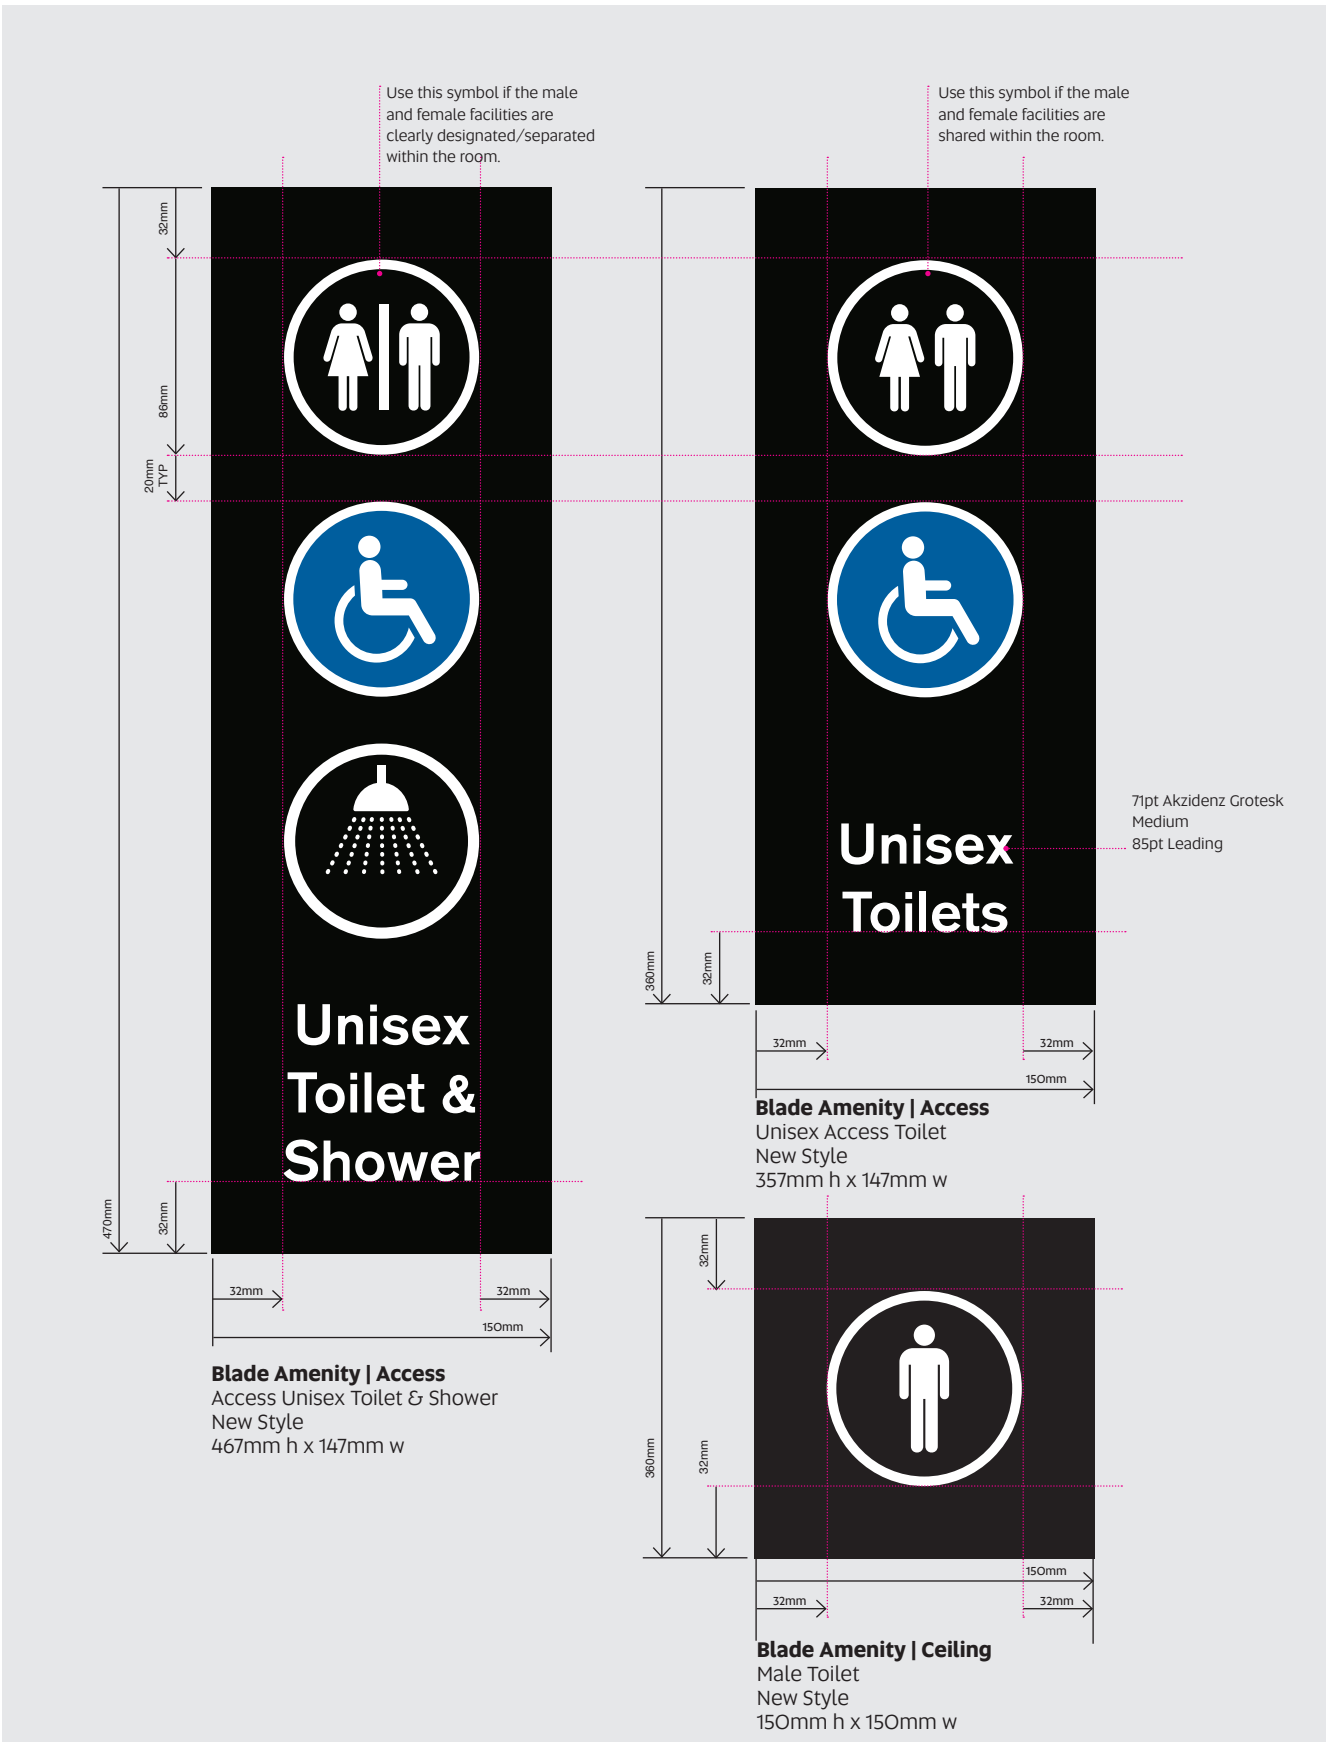 Use this symbol if the male
and female facilities are
clearly designated/separated
within the room.
Use this symbol if the male
and female facilities are
shared within the room.
32mm
86mm
20mm
TYP
470mm
32mm
Unisex
Toilet &
Shower
32mm
32mm
150mm
Blade Amenity | Access
Access Unisex Toilet & Shower
New Style
467mm h x 147mm w
Unisex
Toilets
71pt Akzidenz Grotesk
Medium
85pt Leading
360mm
32mm
32mm
32mm
150mm
Blade Amenity | Access
Unisex Access Toilet
New Style
357mm h x 147mm w
32mm
360mm
32mm
150mm
32mm
32mm
Blade Amenity | Ceiling
Male Toilet
New Style
150mm h x 150mm w